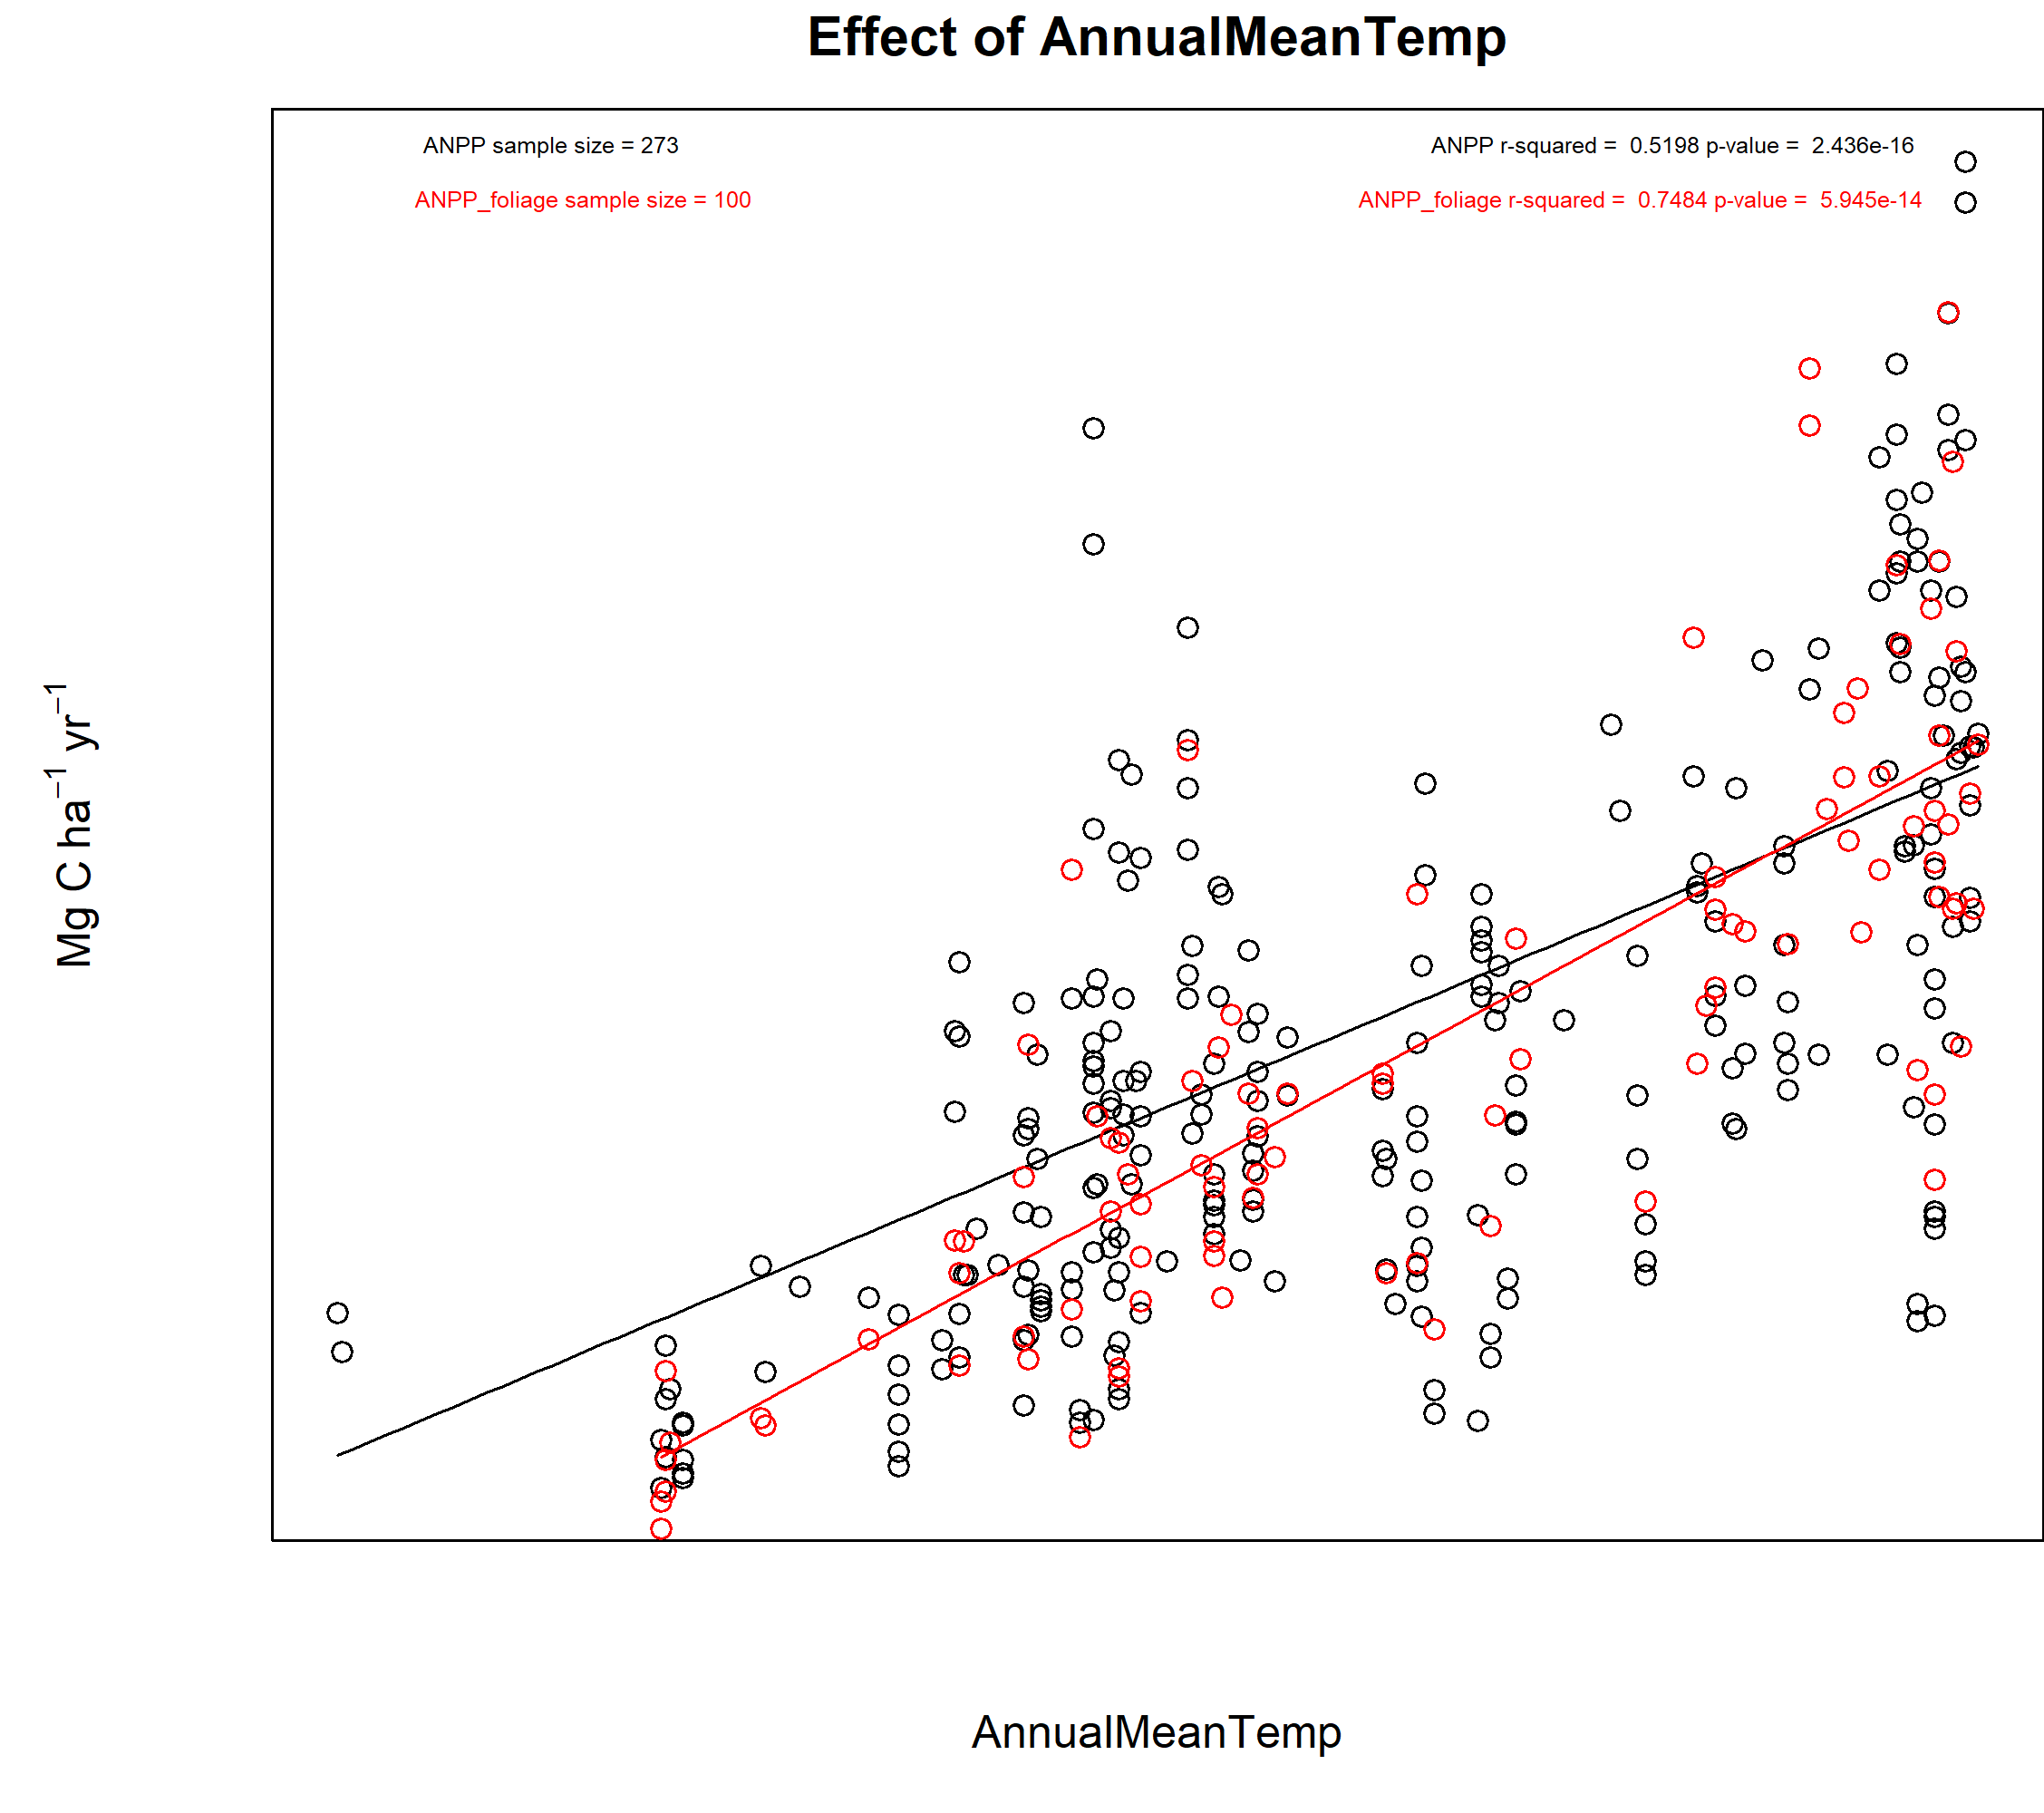 Effect of AnnualMeanTemp
ANPP sample size = 273
ANPP r-squared =  0.5198 p-value =  2.436e-16
ANPP_foliage sample size = 100
ANPP_foliage r-squared =  0.7484 p-value =  5.945e-14
Mg C ha⁻¹ yr⁻¹
AnnualMeanTemp